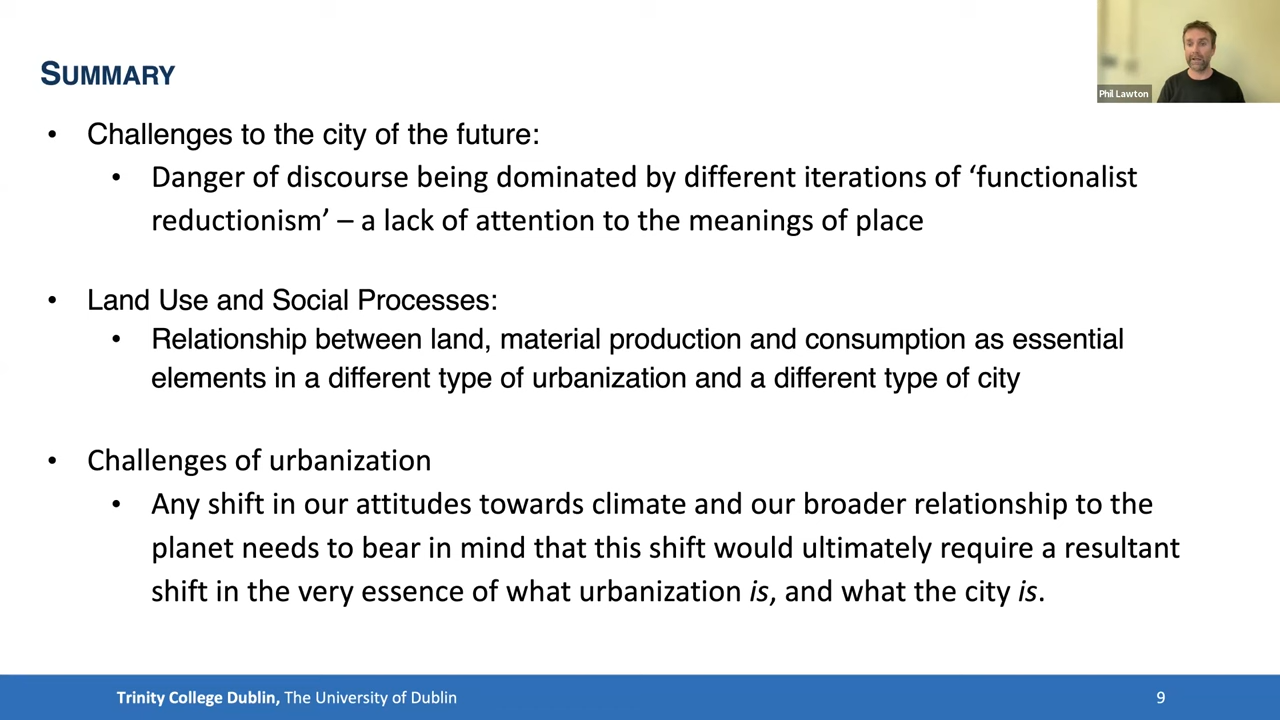 SUMMARY
Phil Lawton
• Challenges to the city of the future:
• Danger of discourse being dominated by different iterations of ‘functionalist
reductionism’ – a lack of attention to the meanings of place
• Land Use and Social Processes:
• Relationship between land, material production and consumption as essential
elements in a different type of urbanization and a different type of city
• Challenges of urbanization
• Any shift in our attitudes towards climate and our broader relationship to the
planet needs to bear in mind that this shift would ultimately require a resultant
shift in the very essence of what urbanization is, and what the city is.
Trinity College Dublin, The University of Dublin
9